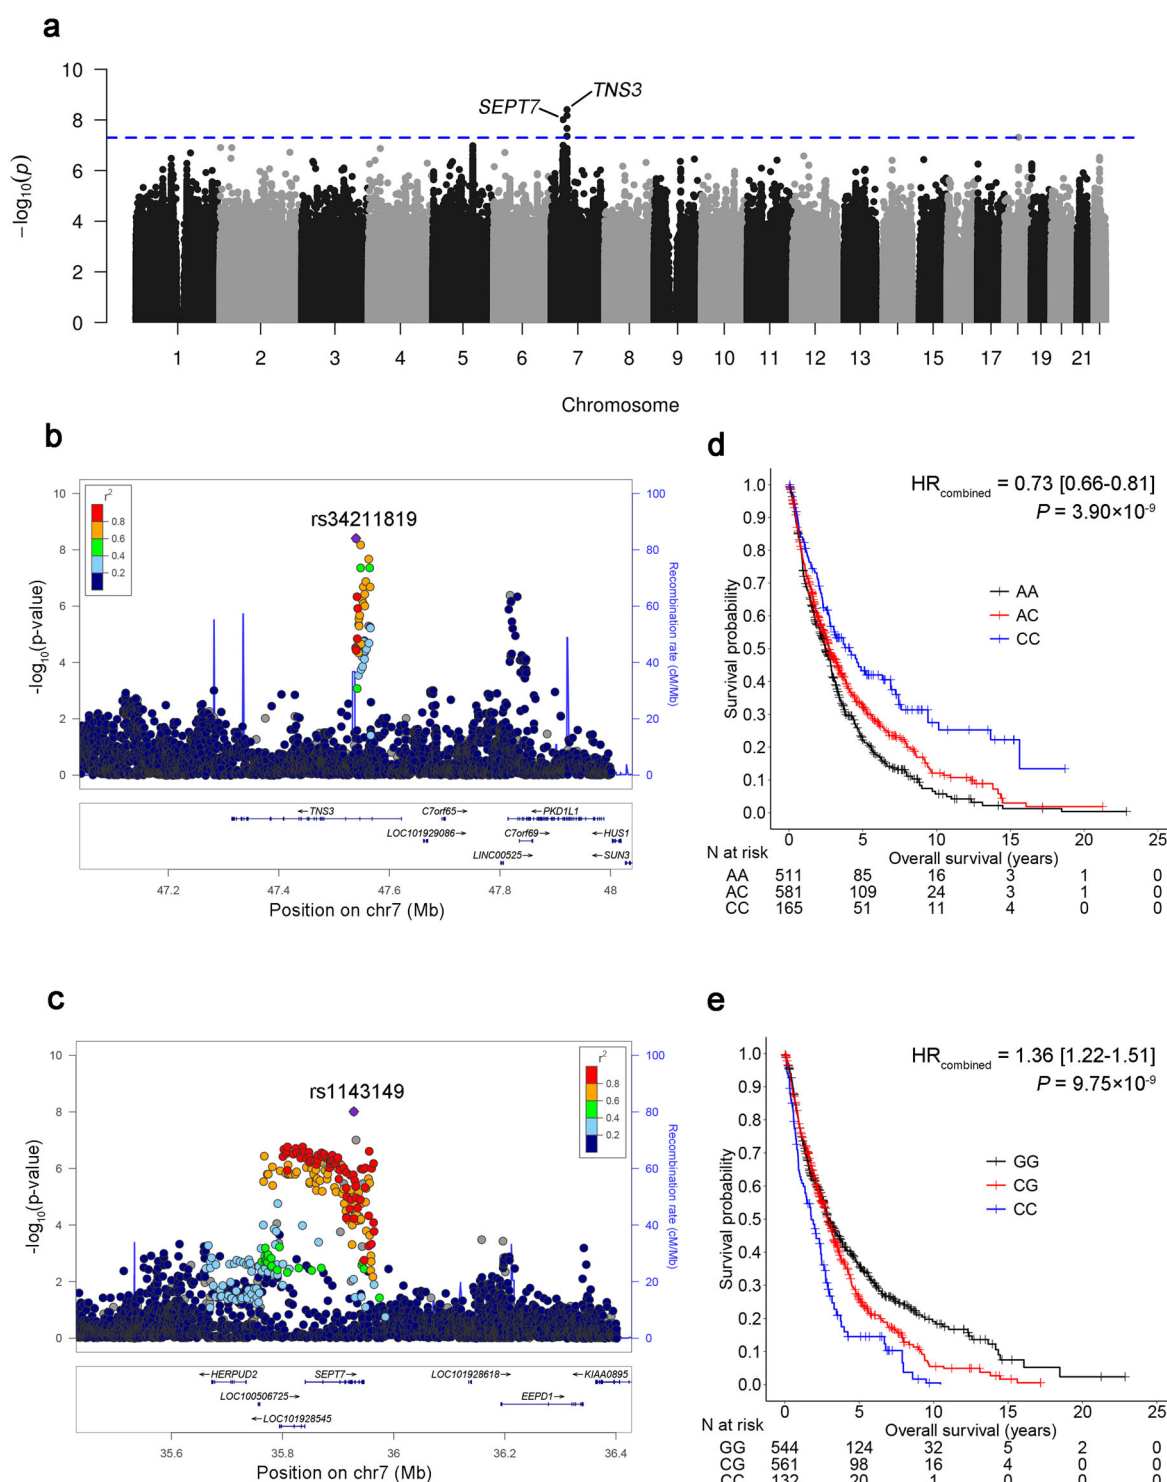 a
10
8
6
4
2
0
−log10(p)
SEPT7
TNS3
1 2 3 4 5 6 7 8 9 10 11 12 13 15 17 19 21
Chromosome
b
10
8
6
4
2
0
-log10(p-value)
r2
0.8
0.6
0.4
0.2
rs34211819
100
80
60
40
20
0
Recombination rate (cM/Mb)
←TNS3
C7orf65→
←PKD1L1
LOC101929086→
C7orf69→
←HUS1
LINC00525→
←SUN3
47.2 47.4 47.6 47.8 48
Position on chr7 (Mb)
d
HRcombined = 0.73 [0.66-0.81]
P = 3.90×10-9
1.0
0.9
0.8
0.7
0.6
0.5
0.4
0.3
0.2
0.1
0.0
Survival probability
AA
AC
CC
0 5 10 15 20 25
N at risk
Overall survival (years)
AA 511 85 16 3 1 0
AC 581 109 24 3 1 0
CC 165 51 11 4 0 0
c
10
8
6
4
2
0
-log10(p-value)
rs1143149
r2
0.8
0.6
0.4
0.2
100
80
60
40
20
0
Recombination rate (cM/Mb)
←HERPUD2
SEPT7→
LOC101928618→
←KIAA0895
LOC100506725→
EEPD1→
←LOC101928545
35.6 35.8 36 36.2 36.4
Position on chr7 (Mb)
e
HRcombined = 1.36 [1.22-1.51]
P = 9.75×10-9
1.0
0.9
0.8
0.7
0.6
0.5
0.4
0.3
0.2
0.1
0.0
Survival probability
GG
CG
CC
0 5 10 15 20 25
N at risk
Overall survival (years)
GG 544 124 32 5 2 0
CG 561 98 16 4 0 0
CC 132 20 1 0 0 0